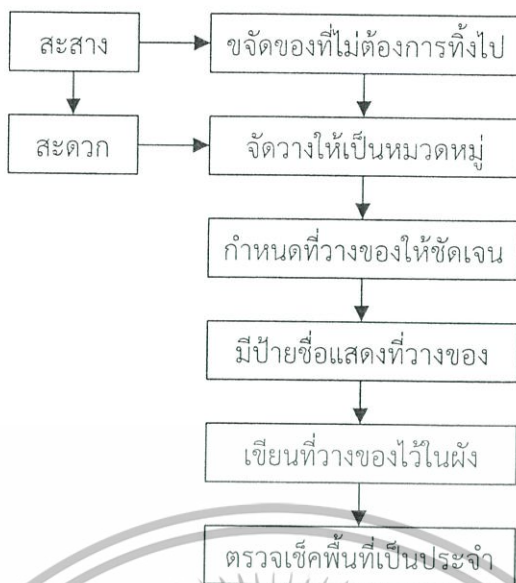 สะสาง
ขจัดของที่ไม่ต้องการทิ้งไป
สะดวก
จัดวางให้เป็นหมวดหมู่
กำหนดที่วางของให้ชัดเจน
มีป้ายชื่อแสดงที่วางของ
เขียนที่วางของไว้ในผัง
ตรวจเช็คพื้นที่เป็นประจำ